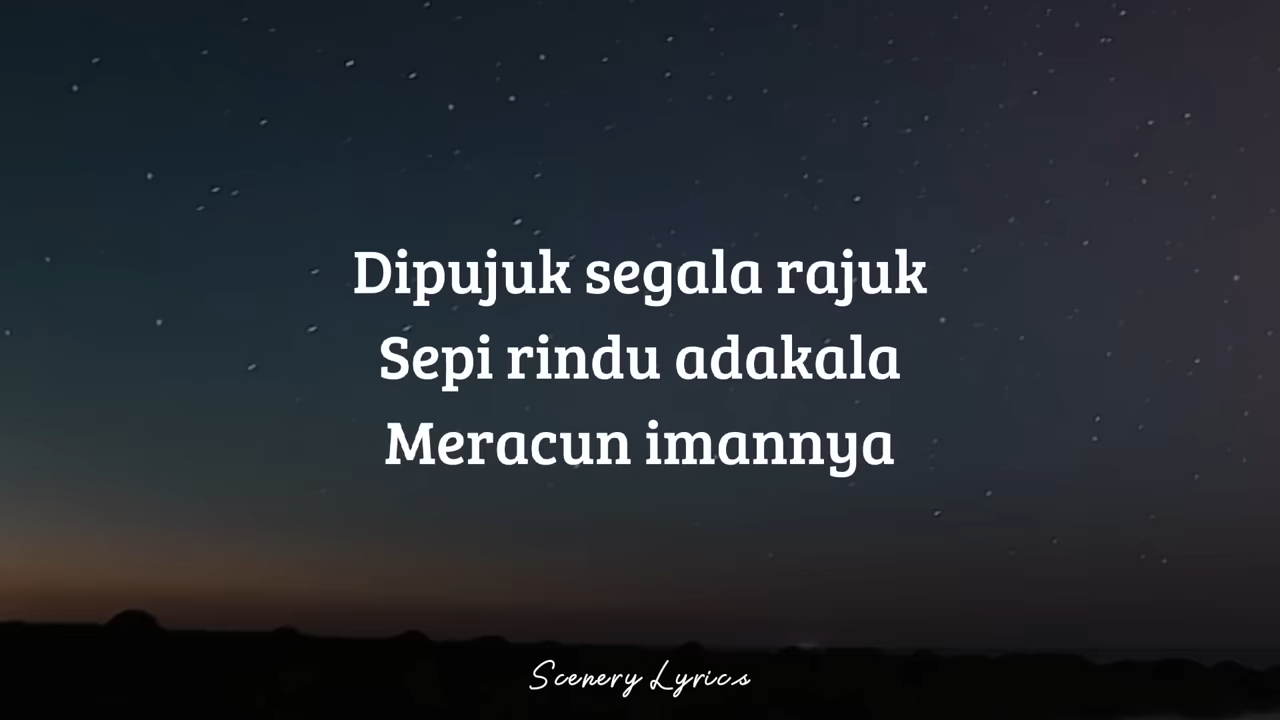 Dipujuk segala rajuk
Sepi rindu adakala
Meracun imannya
Scenery Lyrics